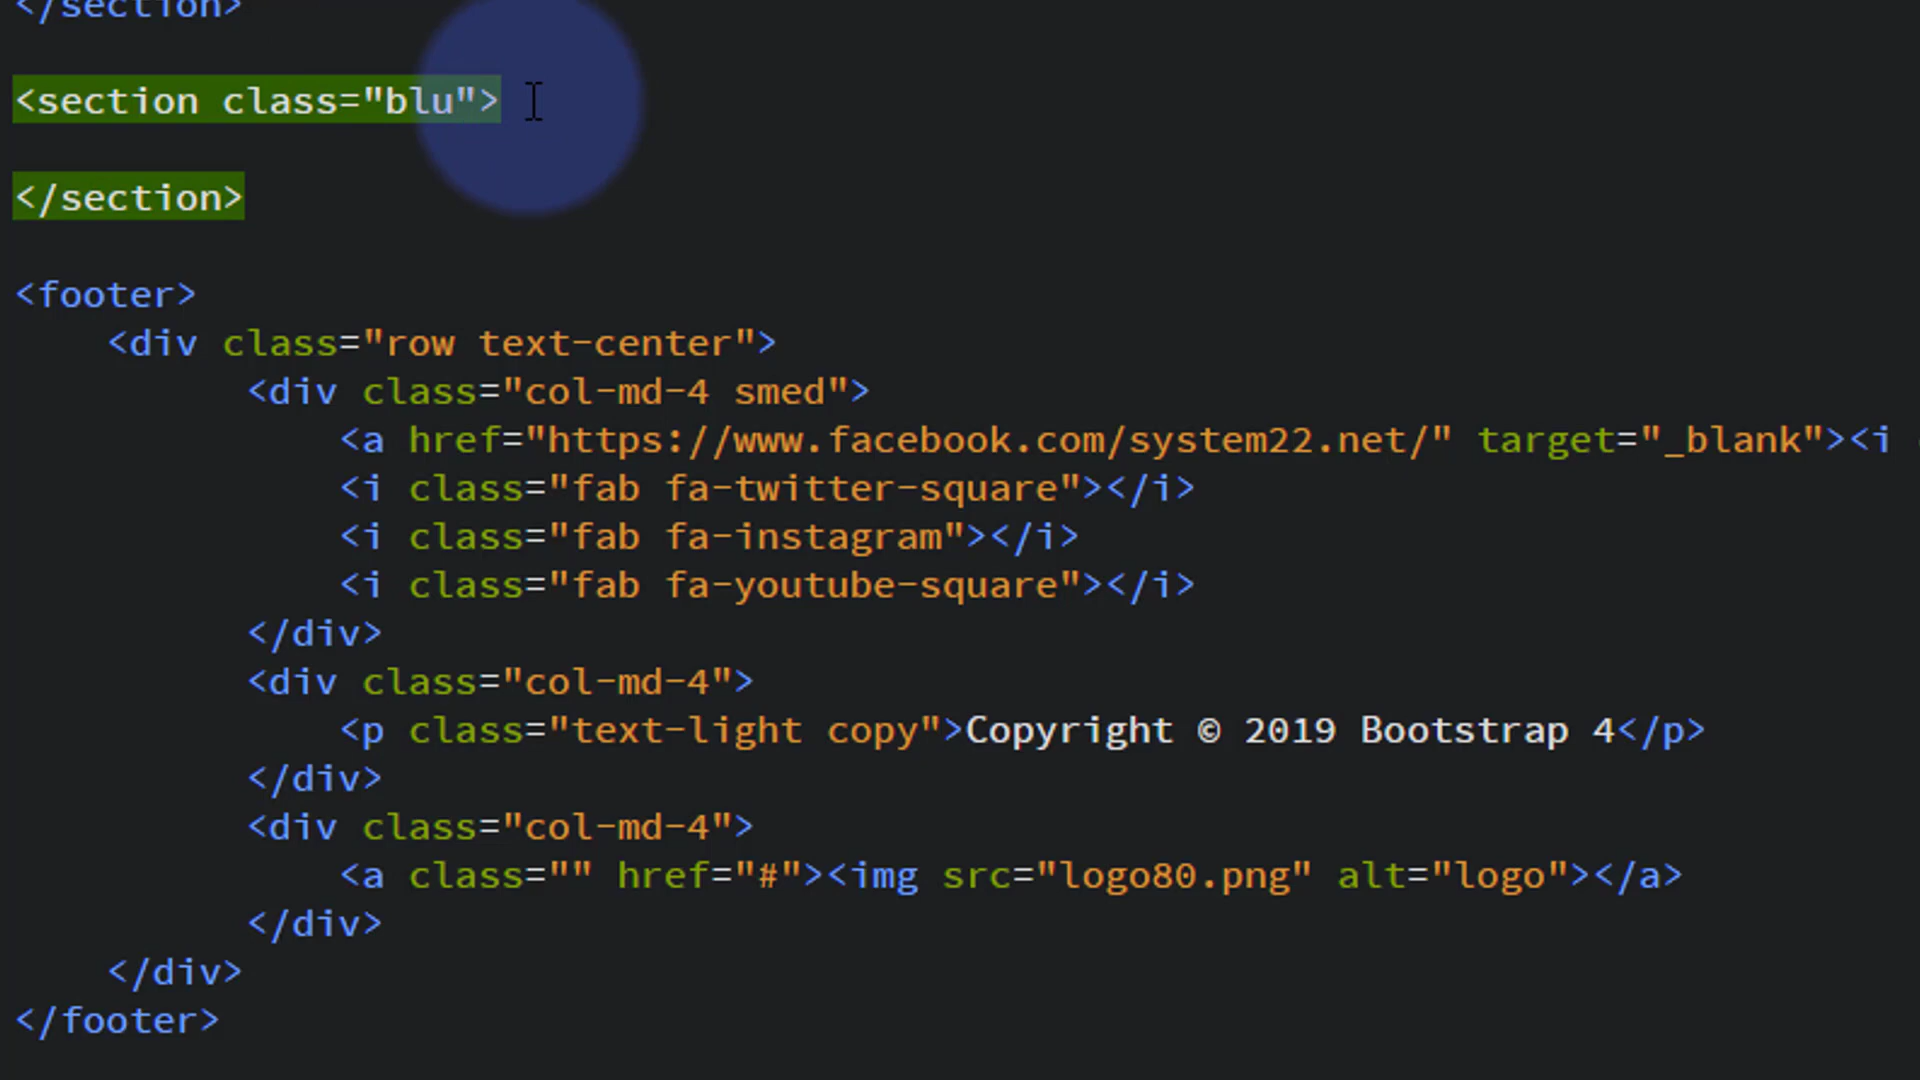 </section>
<section class="blu">
</section>
<footer>
<div class="row text-center">
<div class="col-md-4 smed">
<a href="https://www.facebook.com/system22.net/" target="_blank"><i
<i class="fab fa-twitter-square"></i>
<i class="fab fa-instagram"></i>
<i class="fab fa-youtube-square"></i>
</div>
<div class="col-md-4">
<p class="text-light copy">Copyright © 2019 Bootstrap 4</p>
</div>
<div class="col-md-4">
<a class="" href="#"><img src="logo80.png" alt="logo"></a>
</div>
</div>
</footer>